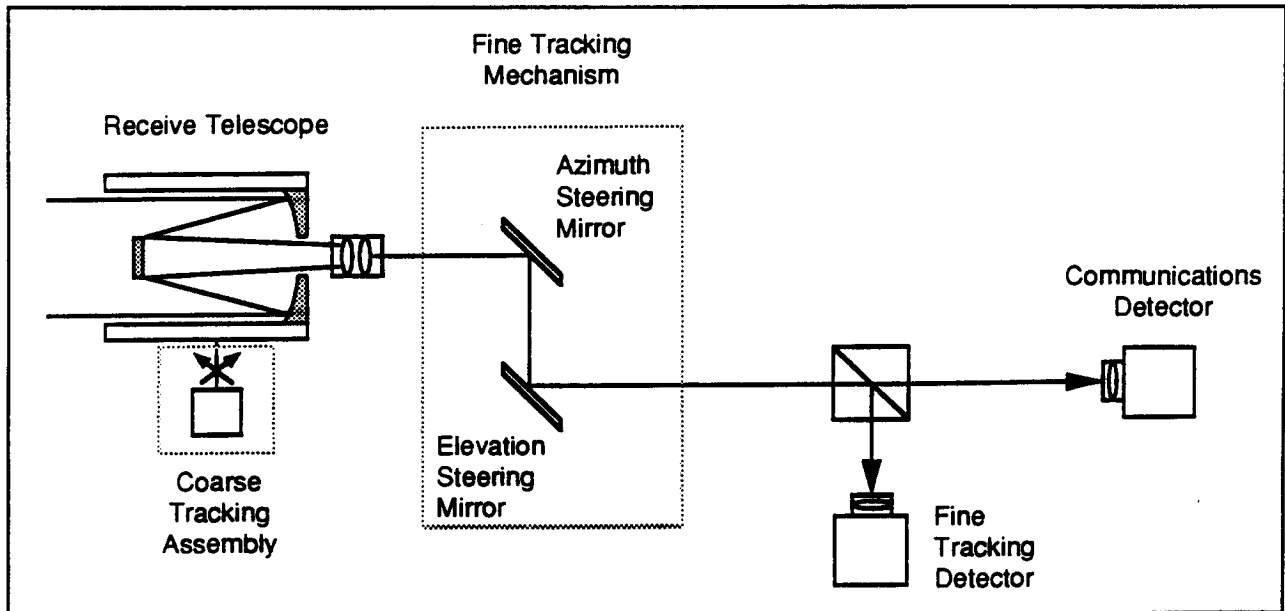 Fine Tracking
Mechanism
Receive Telescope
Azimuth
Steering
Mirror
Communications
Detector
Elevation
Steering
Mirror
Coarse
Tracking
Assembly
Fine
Tracking
Detector